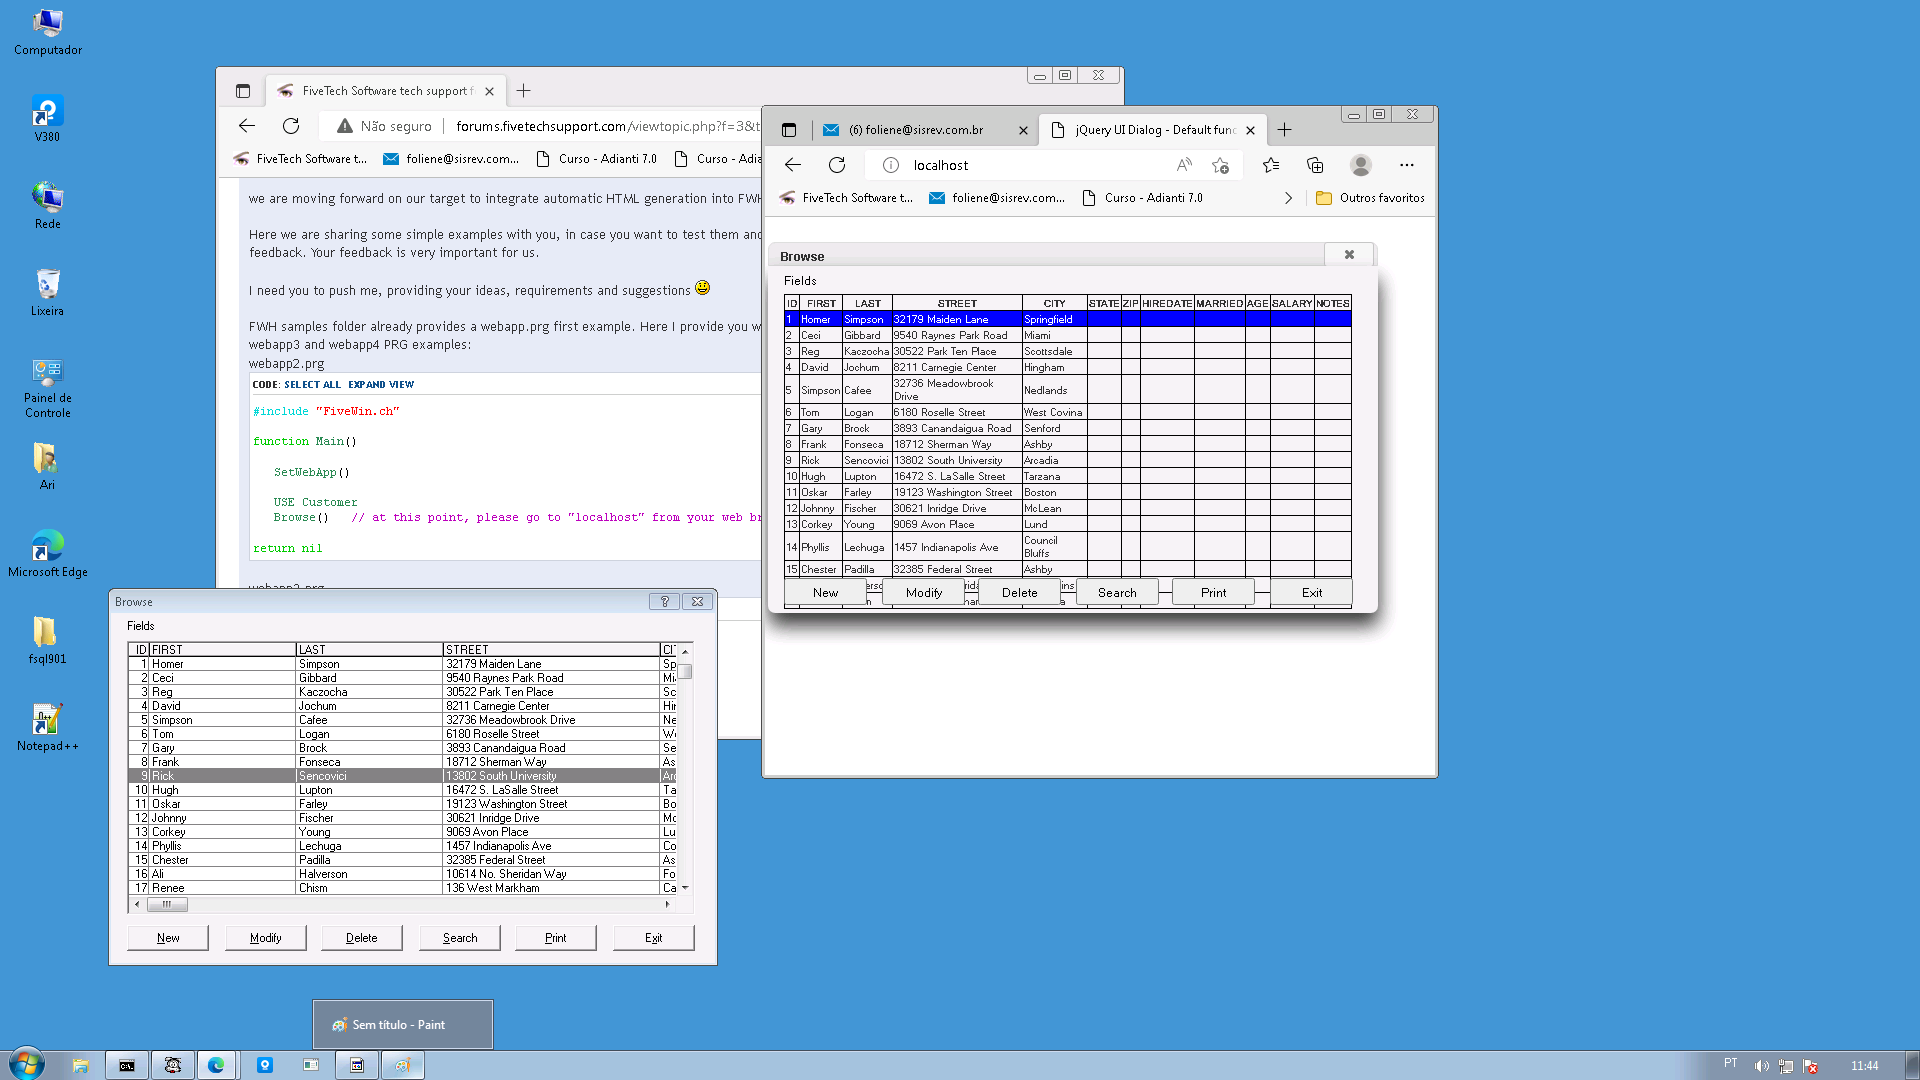 Computador
V380
Rede
Lixeira
Painel de
Controle
Ari
Microsoft Edge
fsql901
Notepad++
FiveTech Software tech support f
Não seguro
forums.fivetechsupport.com/viewtopic.php?f=3&t
FiveTech Software t...
foliene@sisrev.com...
Curso - Adianti 7.0
Curso - Adia
we are moving forward on our target to integrate automatic HTML generation into FWH
Here we are sharing some simple examples with you, in case you want to test them and
feedback. Your feedback is very important for us.
I need you to push me, providing your ideas, requirements and suggestions
FWH samples folder already provides a webapp.prg first example. Here I provide you w
webapp3 and webapp4 PRG examples:
webapp2.prg
CODE: SELECT ALL EXPAND VIEW
#include "FiveWin.ch"
function Main()
SetWebApp()
USE Customer
Browse() // at this point, please go to "localhost" from your web br
return nil
(6) foliene@sisrev.com.br
jQuery UI Dialog - Default func
localhost
FiveTech Software t...
foliene@sisrev.com...
Curso - Adianti 7.0
Outros favoritos
Browse
Fields
ID FIRST LAST STREET CITY STATE ZIP HIREDATE MARRIED AGE SALARY NOTES
1 Homer Simpson 32179 Maiden Lane Springfield
2 Ceci Gibbard 9540 Raynes Park Road Miami
3 Reg Kaczocha 30522 Park Ten Place Scottsdale
4 David Jochum 8211 Carnegie Center Hingham
5 Simpson Cafee 32736 Meadowbrook Drive Nedlands
6 Tom Logan 6180 Roselle Street West Covina
7 Gary Brock 3893 Canandaigua Road Senford
8 Frank Fonseca 18712 Sherman Way Ashby
9 Rick Sencovici 13802 South University Arcadia
10 Hugh Lupton 16472 S. LaSalle Street Tarzana
11 Oskar Farley 19123 Washington Street Boston
12 Johnny Fischer 30621 Inridge Drive McLean
13 Corkey Young 9069 Avon Place Lund
14 Phyllis Lechuga 1457 Indianapolis Ave Council Bluffs
15 Chester Padilla 32385 Federal Street Ashby
New Modify Delete Search Print Exit
Browse
Fields
ID FIRST LAST STREET CIT
1 Homer Simpson 32179 Maiden Lane Sp
2 Ceci Gibbard 9540 Raynes Park Road Mi
3 Reg Kaczocha 30522 Park Ten Place Sc
4 David Jochum 8211 Carnegie Center Hir
5 Simpson Cafee 32736 Meadowbrook Drive Ne
6 Tom Logan 6180 Roselle Street We
7 Gary Brock 3893 Canandaigua Road Se
8 Frank Fonseca 18712 Sherman Way As
9 Rick Sencovici 13802 South University Arc
10 Hugh Lupton 16472 S. LaSalle Street Ta
11 Oskar Farley 19123 Washington Street Bo
12 Johnny Fischer 30621 Inridge Drive Mc
13 Corkey Young 9069 Avon Place Lu
14 Phyllis Lechuga 1457 Indianapolis Ave Co
15 Chester Padilla 32385 Federal Street As
16 Ali Halverson 10614 No. Sheridan Way Fo
17 Renee Chism 136 West Markham Ca
New Modify Delete Search Print Exit
Sem título - Paint
PT
11:44